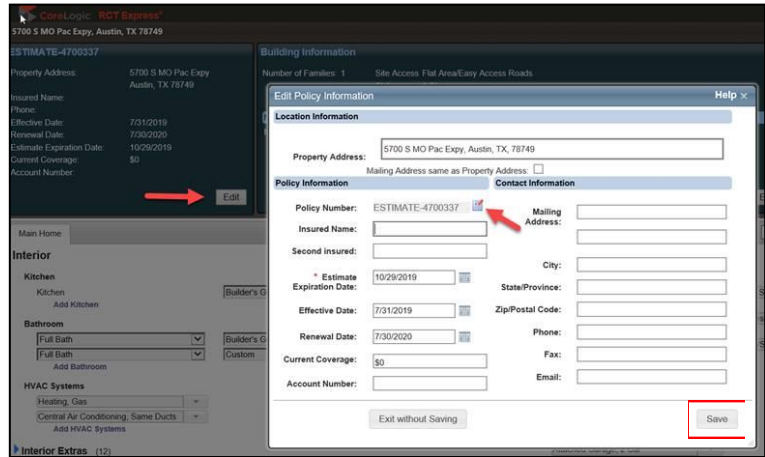 CoreLogic RCT Express®
5700 S MO Pac Expy, Austin, TX 78749
ESTIMATE-4700337
Property Address: 5700 S MO Pac Expy
Austin, TX 78749
Insured Name:
Phone:
Effective Date: 7/31/2019
Renewal Date: 7/30/2020
Estimate Expiration Date: 10/29/2019
Current Coverage: $0
Account Number:
Edit
Building Information
Number of Families: 1 Site Access Flat Area/Easy Access Roads
Edit Policy Information
Help ×
Location Information
Property Address: 5700 S MO Pac Expy, Austin, TX, 78749
Mailing Address same as Property Address:
Policy Information
Policy Number: ESTIMATE-4700337
Insured Name:
Second insured:
* Estimate
Expiration Date: 10/29/2019
Effective Date: 7/31/2019
Renewal Date: 7/30/2020
Current Coverage: $0
Account Number:
Contact Information
Mailing
Address:
City:
State/Province:
Zip/Postal Code:
Phone:
Fax:
Email:
Exit without Saving
Save
Main Home
Interior
Kitchen
Kitchen Builder's G
Add Kitchen
Bathroom
Full Bath Builder's G
Full Bath Custom
Add Bathroom
HVAC Systems
Heating, Gas
Central Air Conditioning, Same Ducts
Add HVAC Systems
Interior Extras (12)